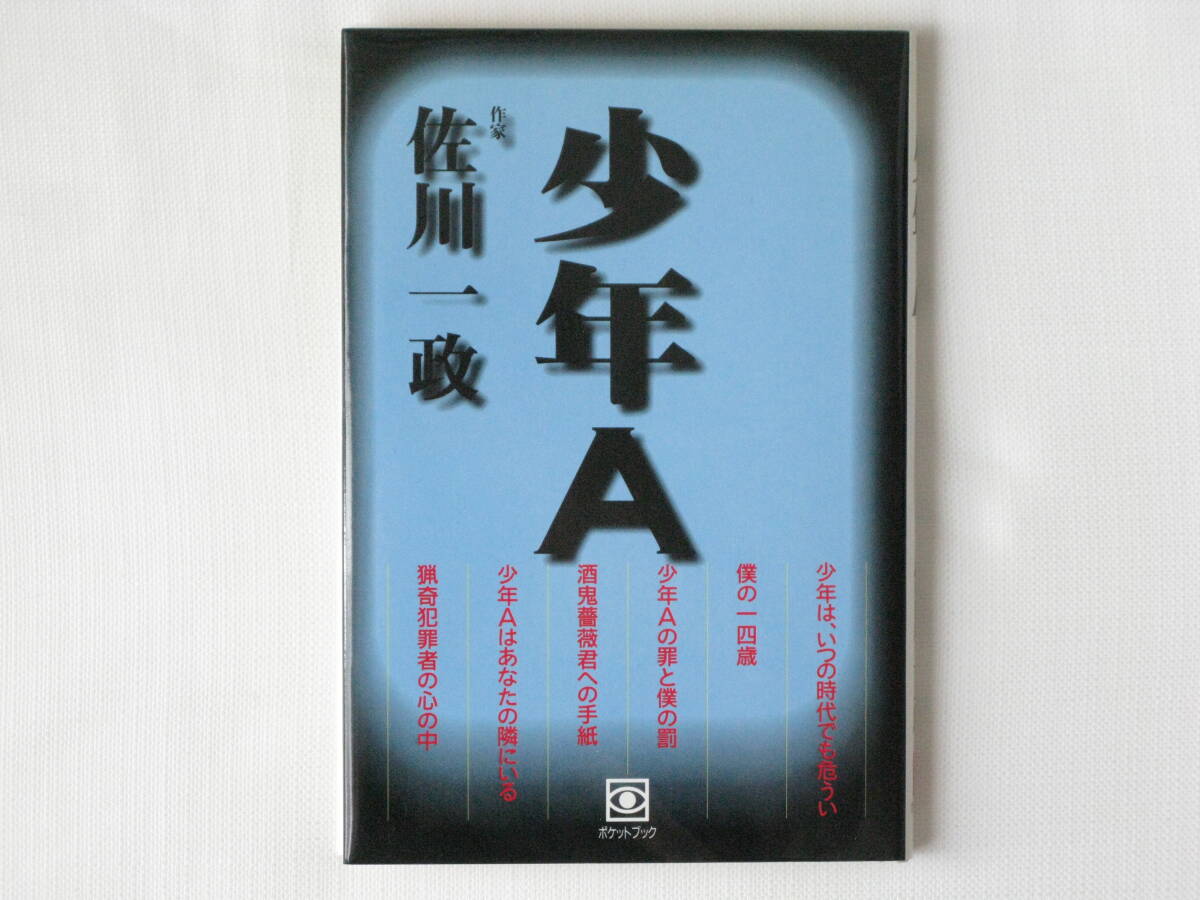 少年A
作家
佐川一政
少年は、いつの時代でも危うい
僕の一四歳
少年Aの罪と僕の罰
酒鬼薔薇君への手紙
少年Aはあなたの隣にいる
猟奇犯罪者の心の中
ポケットブック